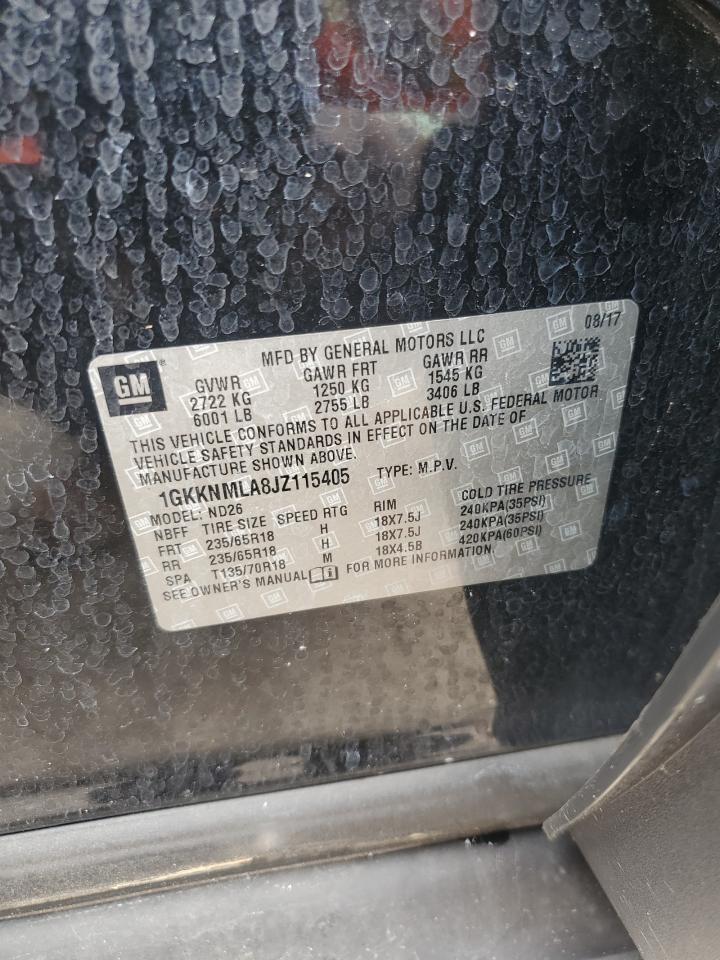 08/17
MFD BY GENERAL MOTORS LLC
GM ® GVWR GAWR FRT GAWR RR
2722 KG 1250 KG 1545 KG
6001 LB 2755 LB 3406 LB
THIS VEHICLE CONFORMS TO ALL APPLICABLE U.S. FEDERAL MOTOR
VEHICLE SAFETY STANDARDS IN EFFECT ON THE DATE OF
MANUFACTURE SHOWN ABOVE.
1GKKNMLA8JZ115405 TYPE: M.P.V.
MODEL: ND26
NBFF TIRE SIZE SPEED RTG RIM COLD TIRE PRESSURE
FRT 235/65R18 H 18X7.5J 240KPA(35PSI)
RR 235/65R18 H 18X7.5J 240KPA(35PSI)
SPA T135/70R18 M 18X4.5B 420KPA(60PSI)
SEE OWNER'S MANUAL FOR MORE INFORMATION